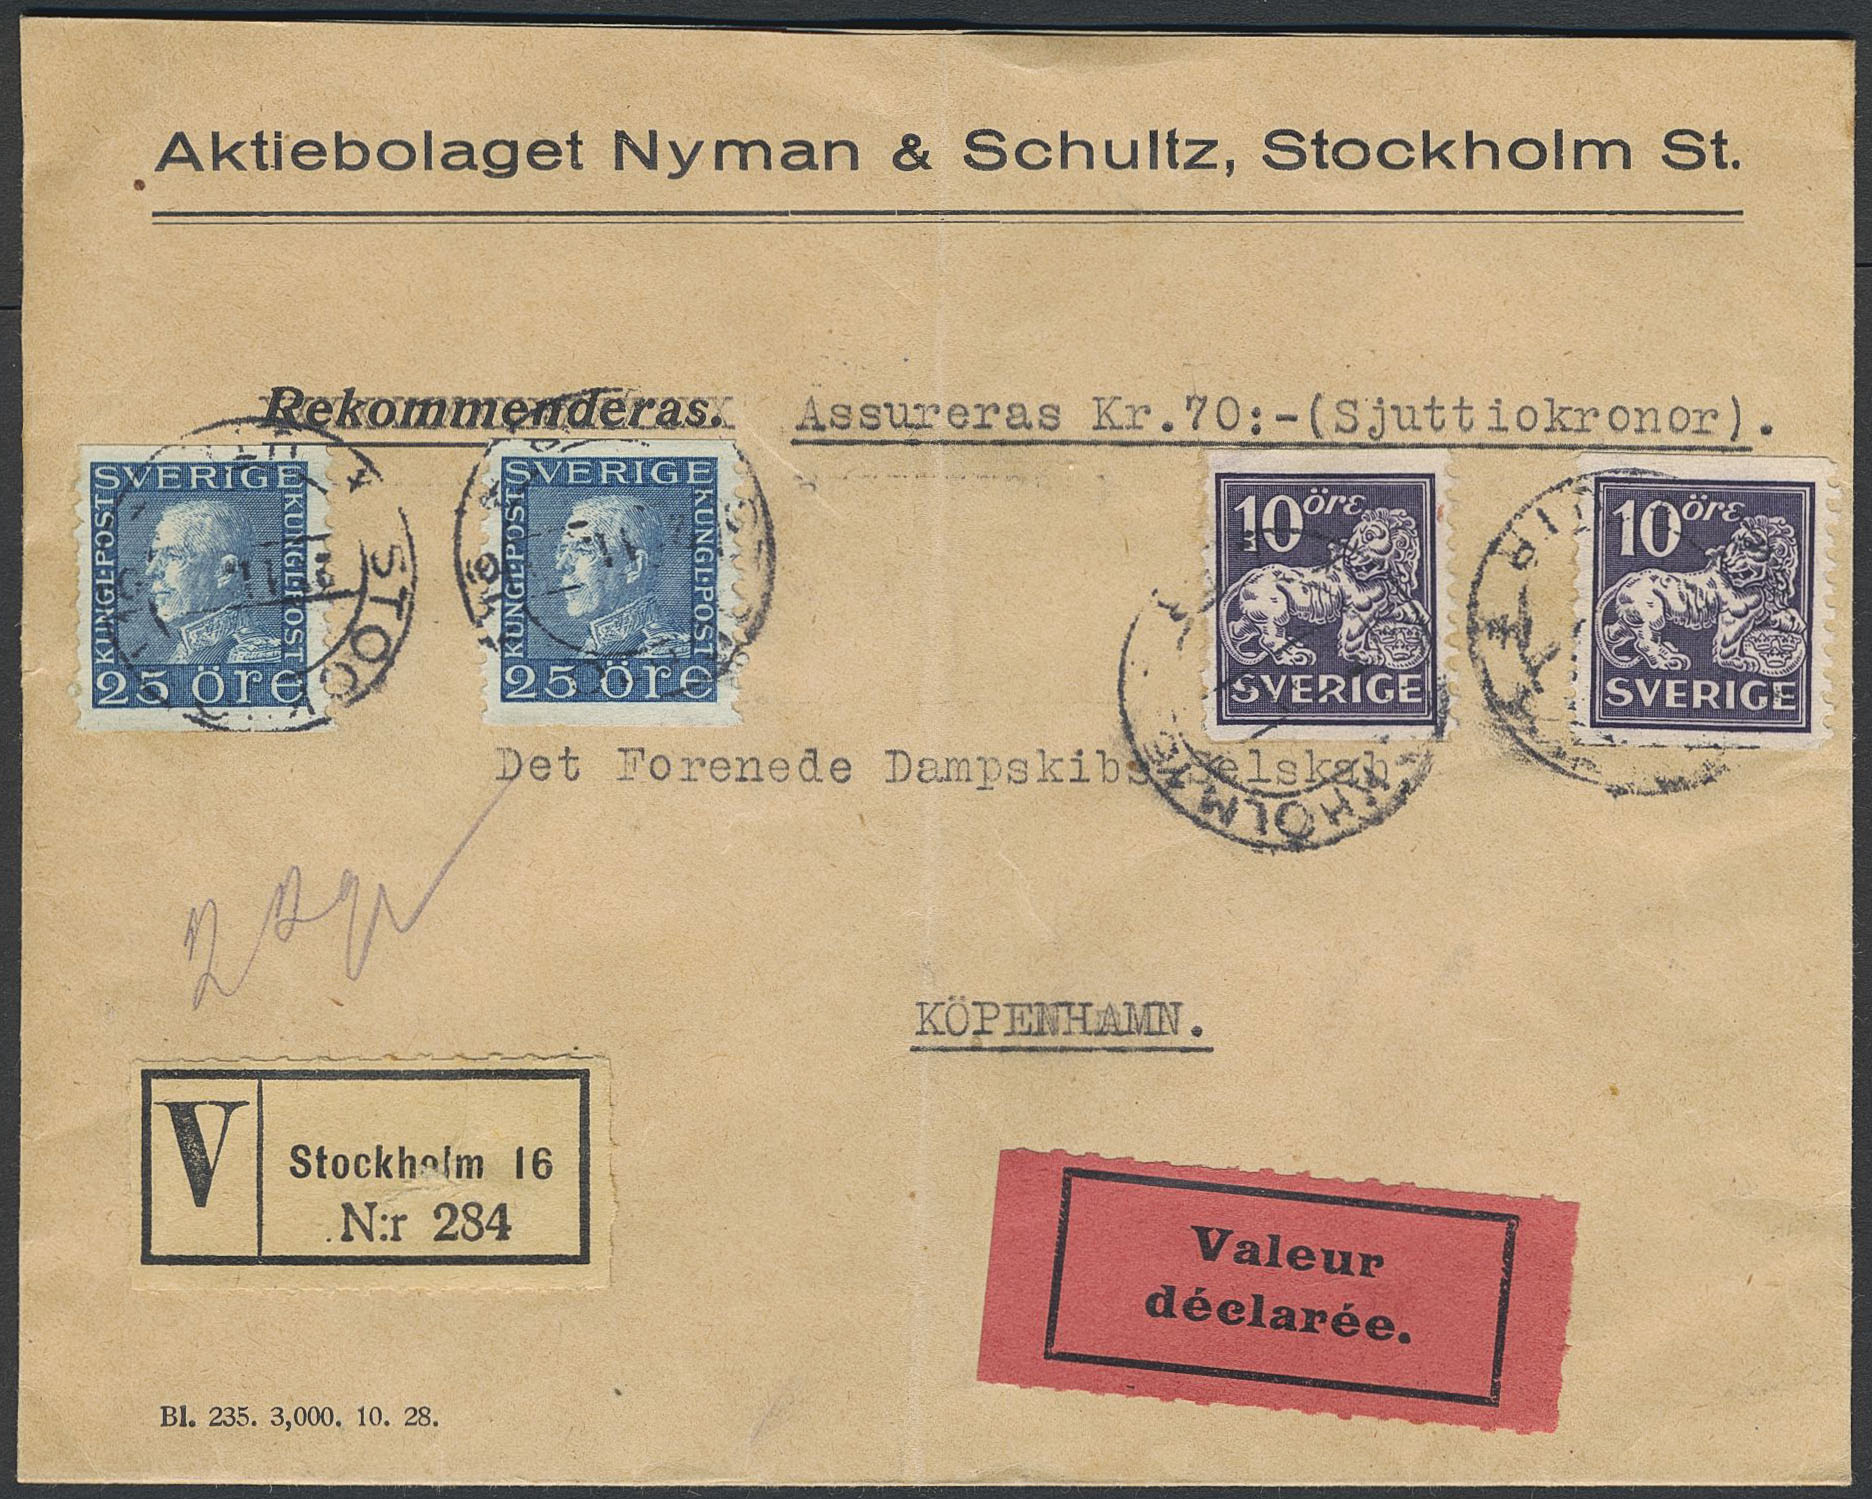 Aktiebolaget Nyman & Schultz, Stockholm St.
Rekommenderas. Assureras Kr.70:-(Sjuttiokronor).
SVERIGE
KUNGL-POST
KUNGL-POST
25 öre
SVERIGE
KUNGL-POST
KUNGL-POST
25 öre
10 öre
SVERIGE
10 öre
SVERIGE
STOCK
Det Forenede Dampskibs-Selskab
KÖPENHAMN.
V
Stockholm 16
N:r 284
Valeur
déclarée.
Bl. 235. 3,000. 10. 28.